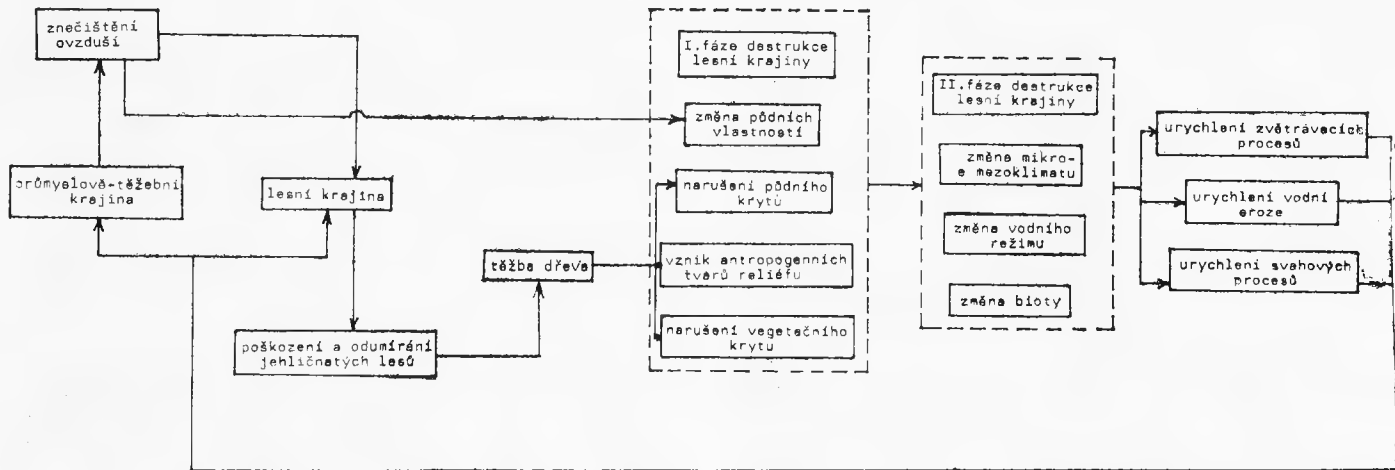 znečištění
ovzduší
průmyslově-těžební
krajina
lesní krajina
poškození a odumírání
jehličnatých lesů
těžba dřeva
I.fáze destrukce
lesní krajiny
změna půdních
vlastností
narušení půdního
krytu
vznik antropogenních
tvarů reliéfu
narušení vegetačního
krytu
II.fáze destrukce
lesní krajiny
změna mikro-
a mezoklimatu
změna vodního
režimu
změna bioty
urychlení zvětrávacích
procesů
urychlení vodní
eroze
urychlení svahových
procesů